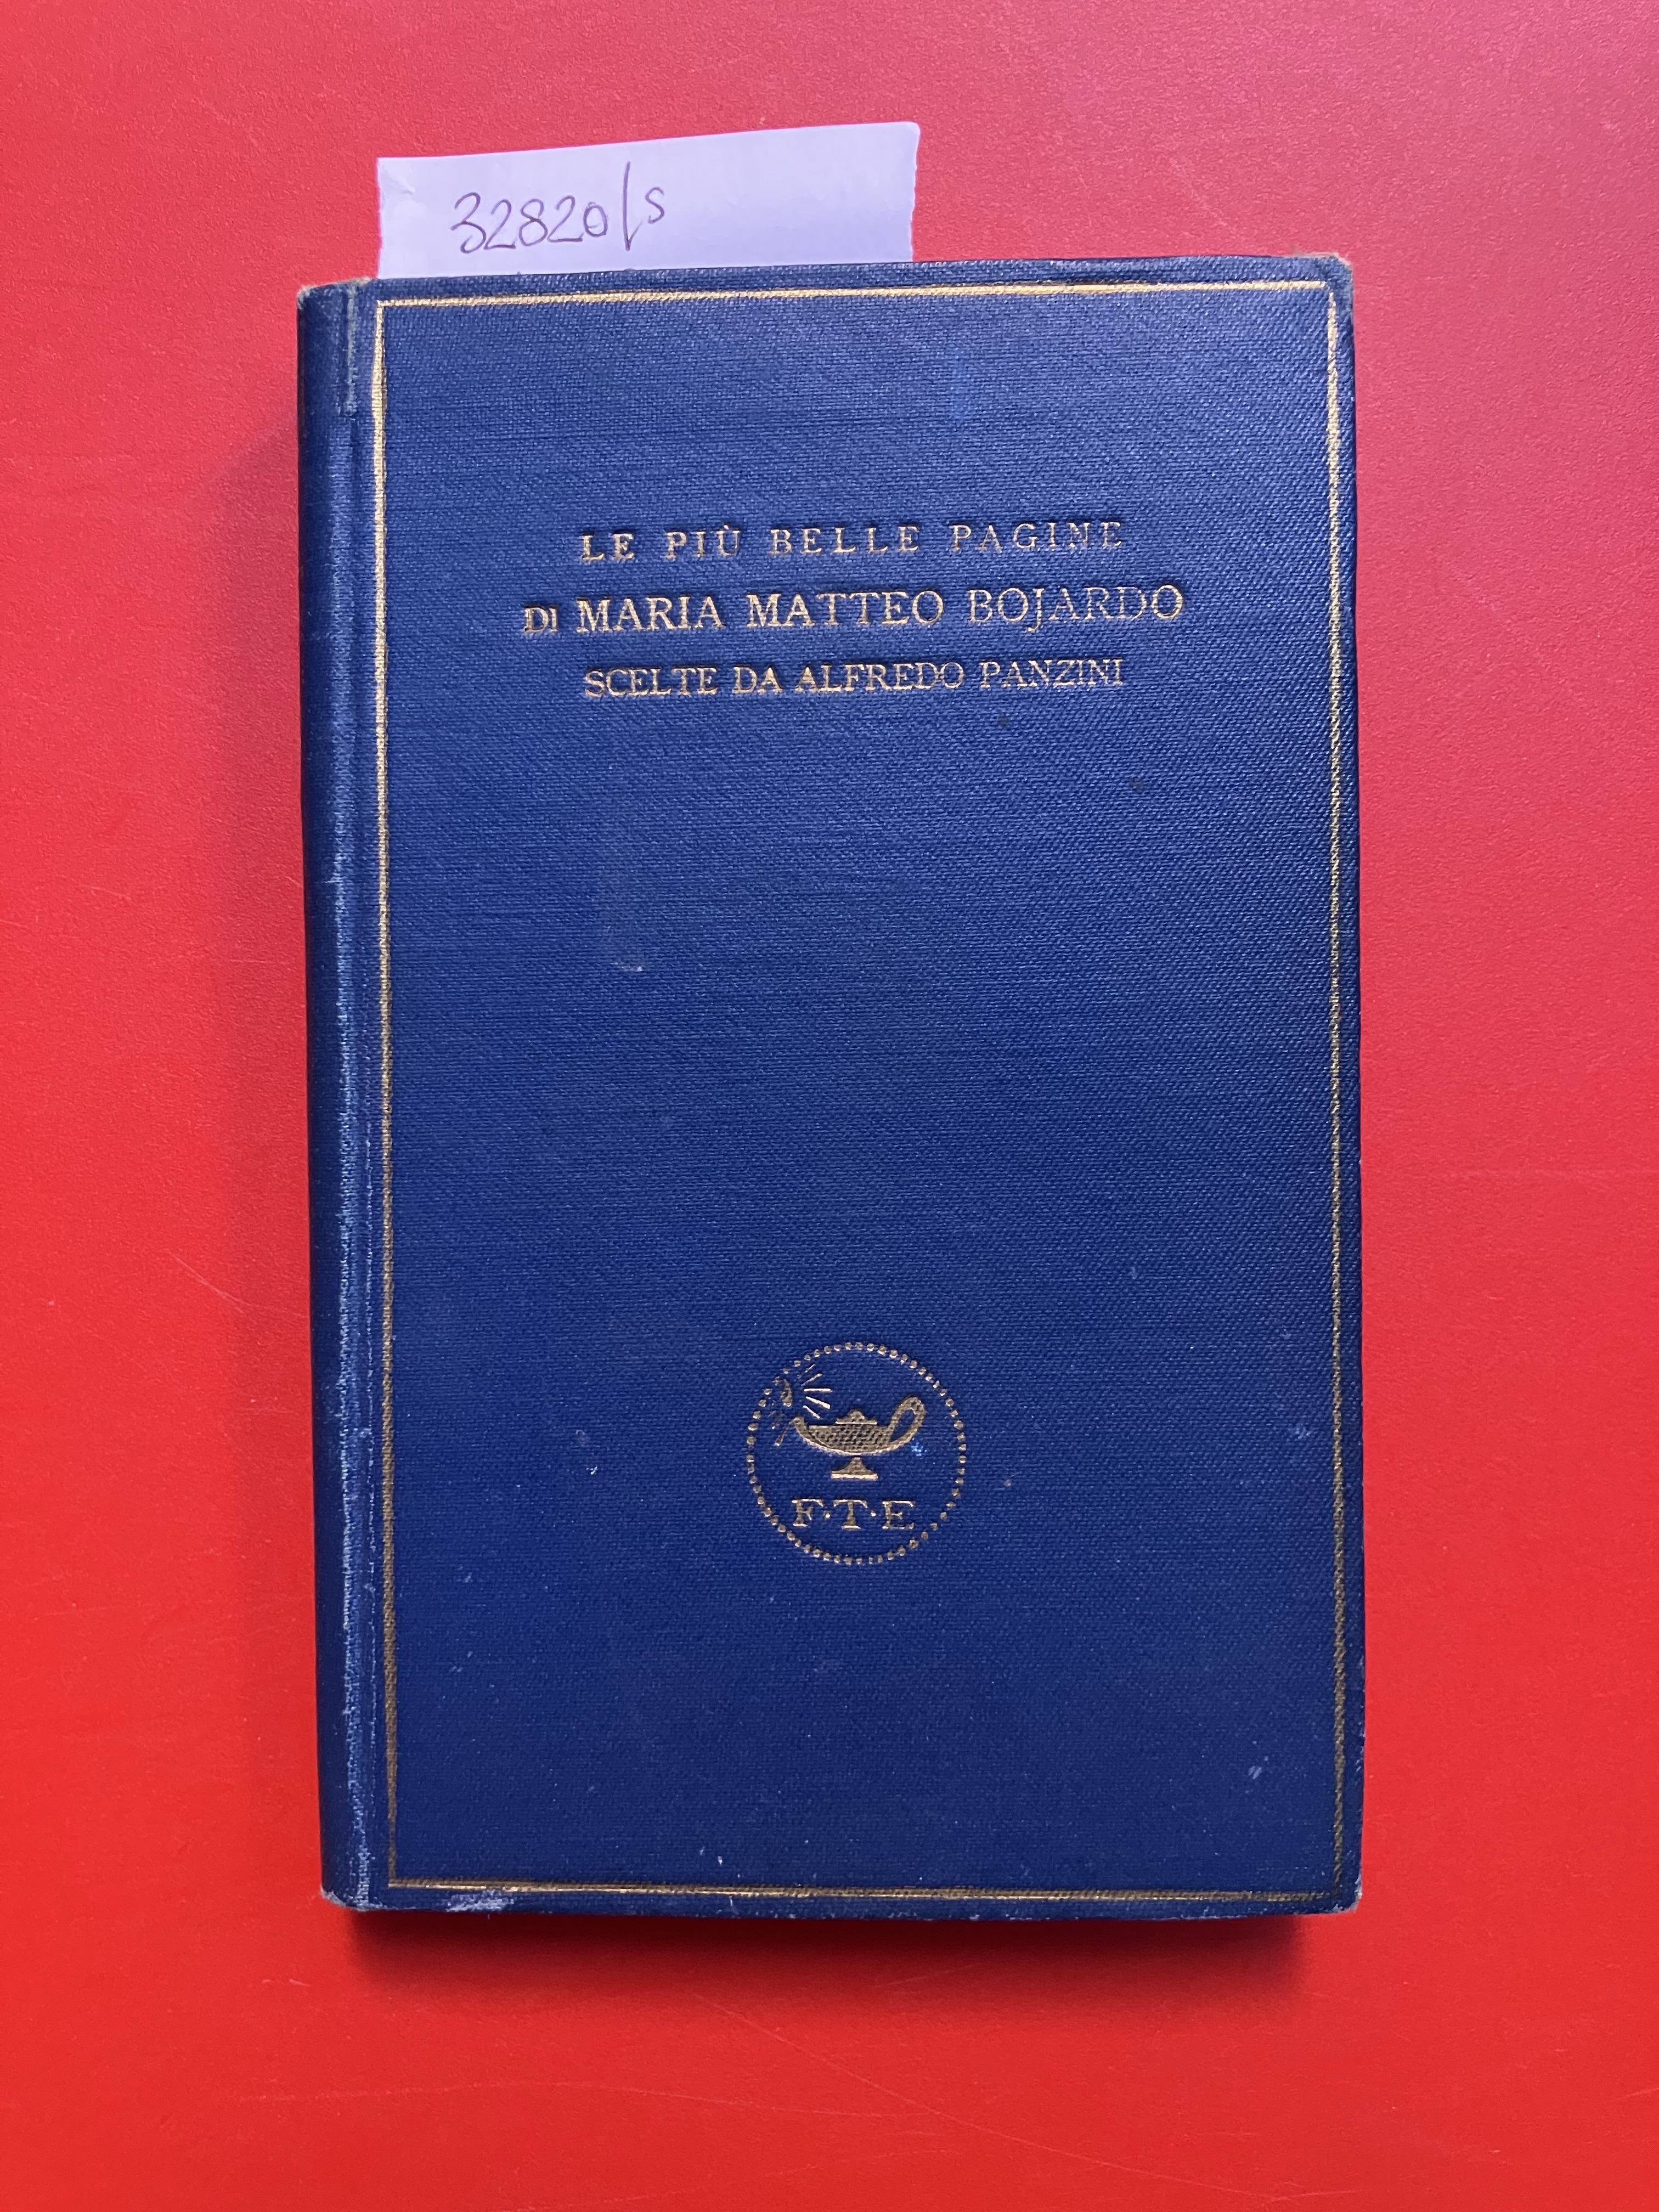 32820/s
LE PIÙ BELLE PAGINE
DI MARIA MATTEO BOJARDO
SCELTE DA ALFREDO PANZINI
F·T·E